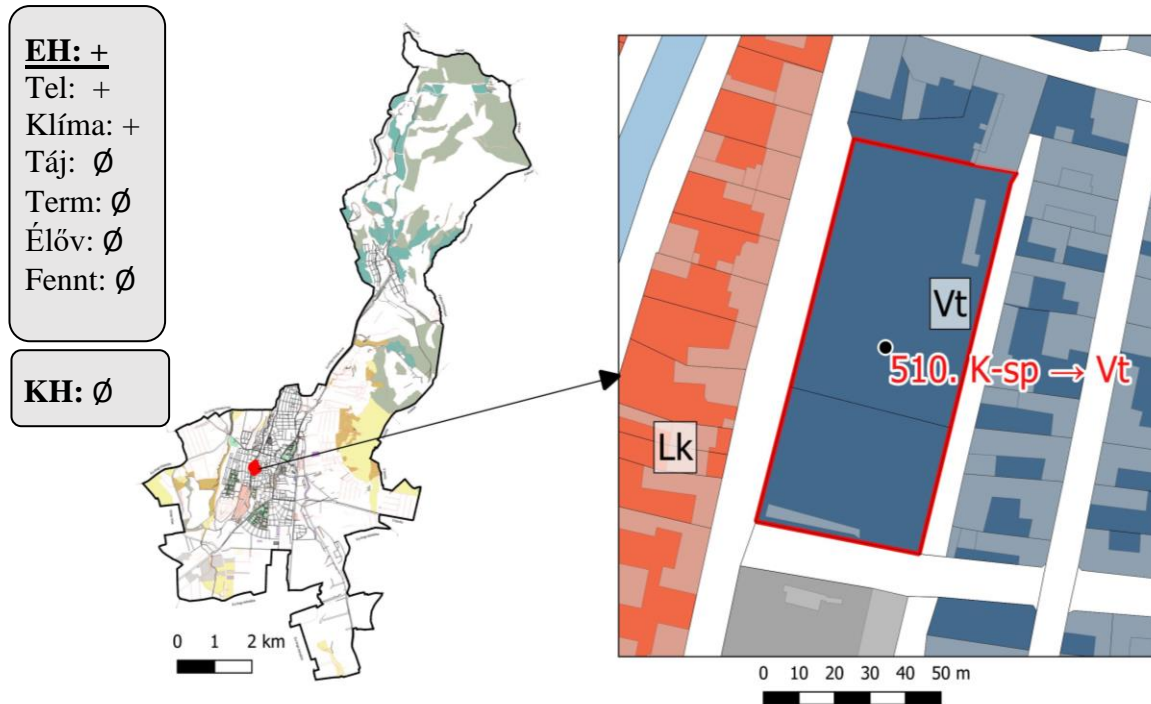 EH: +
Tel: +
Klíma: +
Táj: Ø
Term: Ø
Élőv: Ø
Fennt: Ø
KH: Ø
0 1 2 km
Vt
510. K-sp → Vt
Lk
0 10 20 30 40 50 m